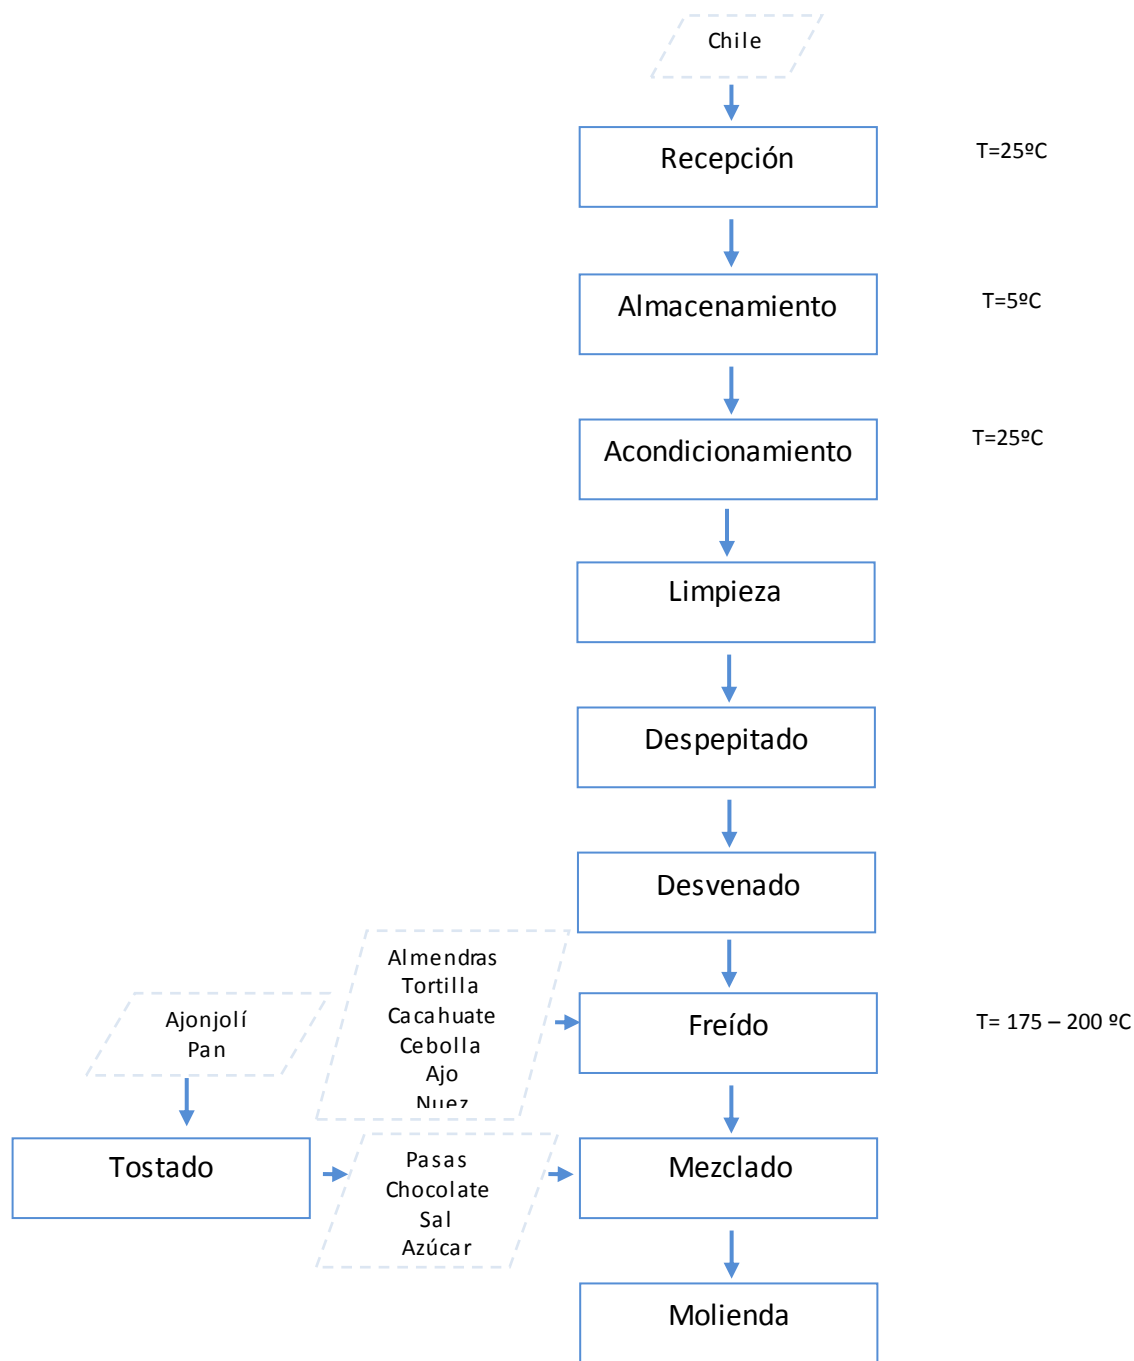 Chile
Recepción
T=25ºC
Almacenamiento
T=5ºC
Acondicionamiento
T=25ºC
Limpieza
Despepitado
Desvenado
Almendras
Tortilla
Cacahuate
Cebolla
Ajo
Nuez
Ajonjolí
Pan
Freído
T= 175 – 200 ºC
Tostado
Pasas
Chocolate
Sal
Azúcar
Mezclado
Molienda